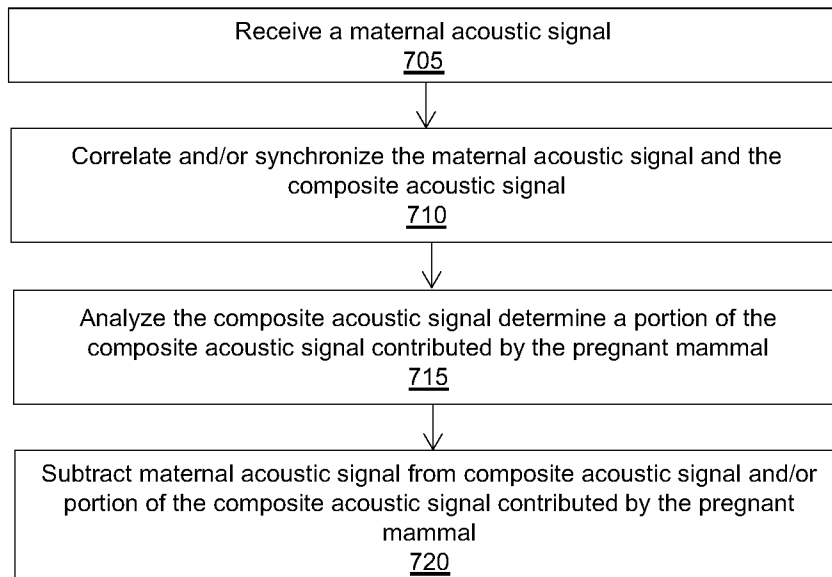 Receive a maternal acoustic signal
705
Correlate and/or synchronize the maternal acoustic signal and the
composite acoustic signal
710
Analyze the composite acoustic signal determine a portion of the
composite acoustic signal contributed by the pregnant mammal
715
Subtract maternal acoustic signal from composite acoustic signal and/or
portion of the composite acoustic signal contributed by the pregnant
mammal
720